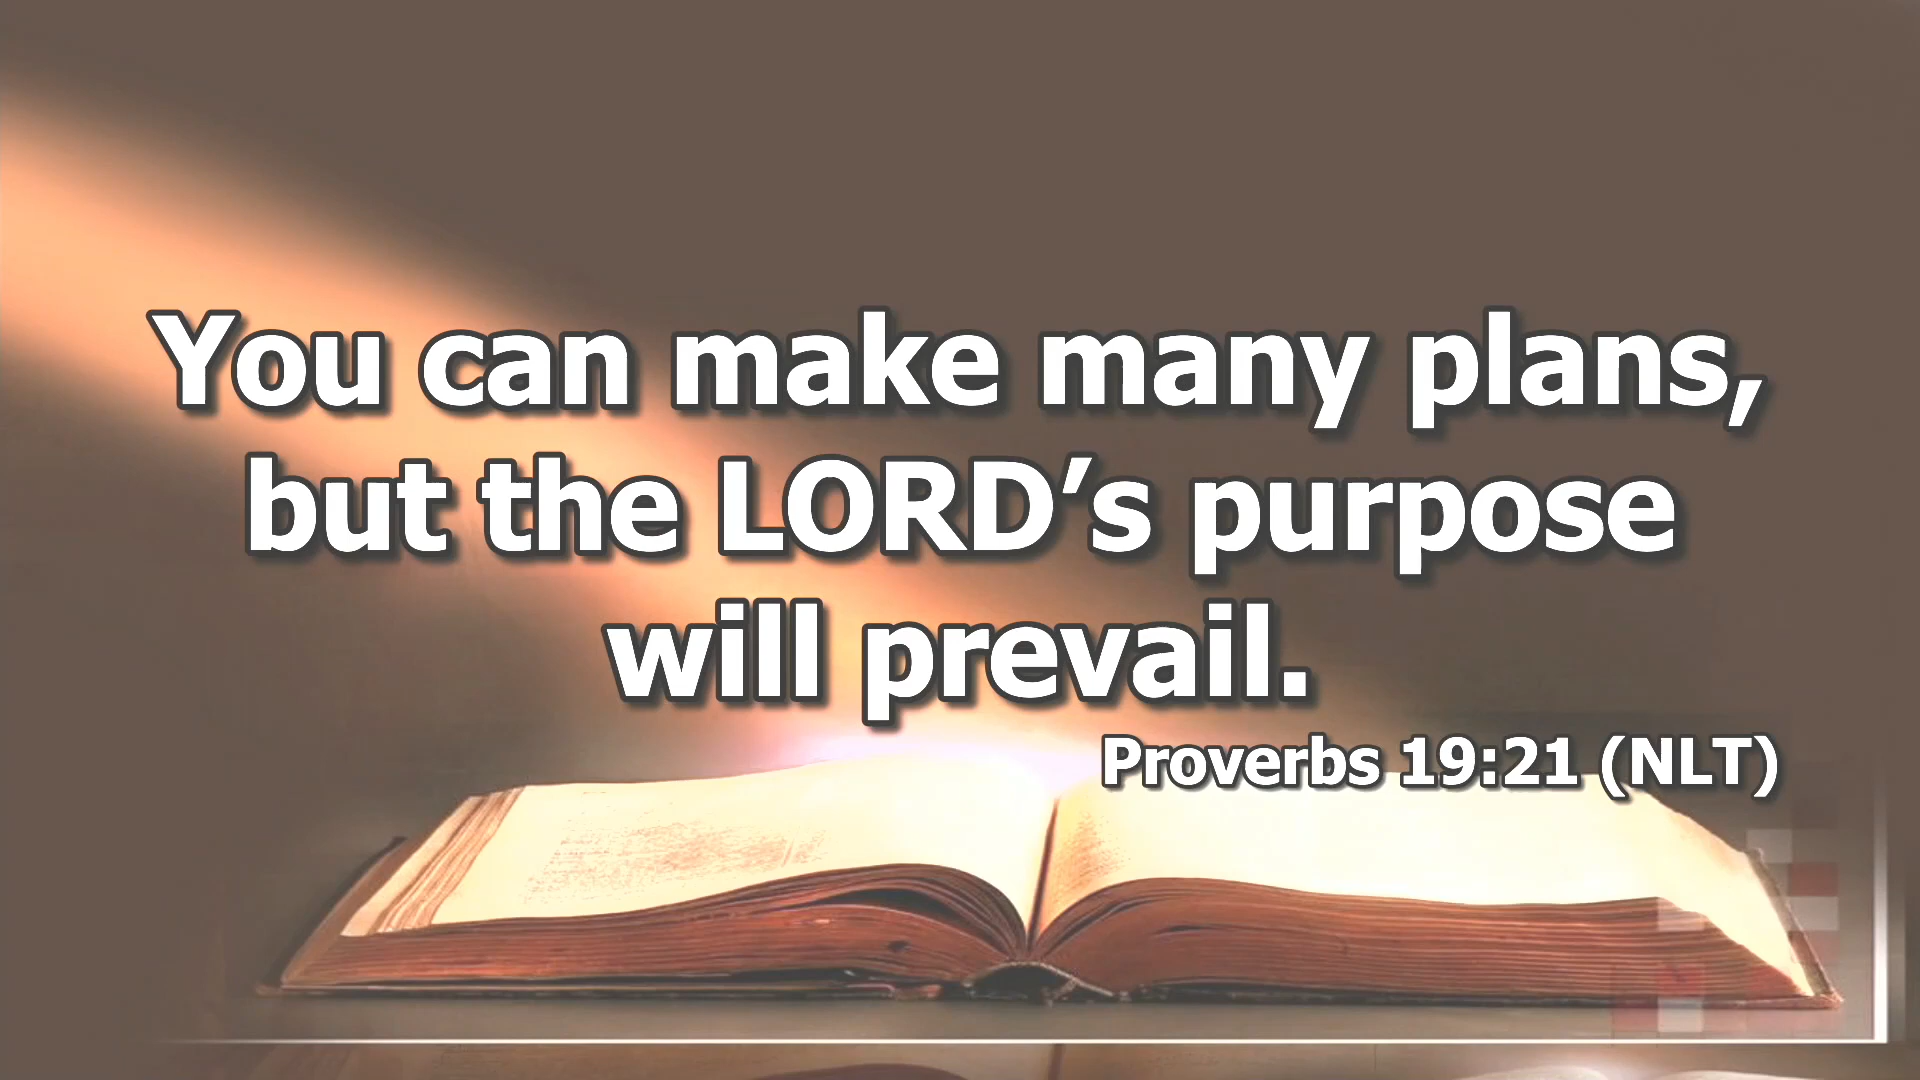 You can make many plans,
but the LORD’s purpose
will prevail.
Proverbs 19:21 (NLT)